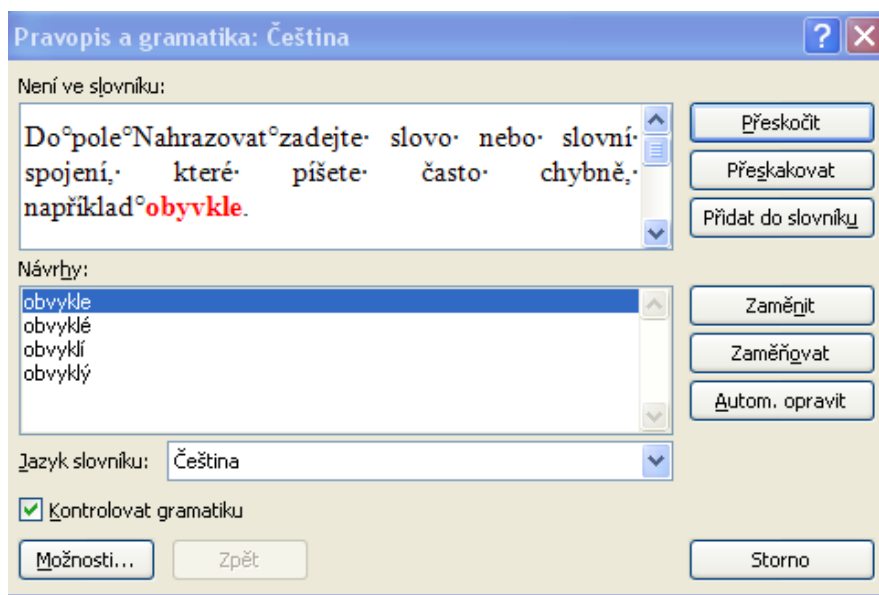 Pravopis a gramatika: Čeština
Není ve slovníku:
Do°pole°Nahrazovat°zadejte· slovo· nebo· slovní·
spojení,· které· píšete· často· chybně,·
například°obyvkle.
Přeskočit
Přeskakovat
Přidat do slovníku
Návrhy:
obvykle
obvyklé
obvyklí
obvyklý
Zaměnit
Zaměňovat
Autom. opravit
Jazyk slovníku: Čeština
Kontrolovat gramatiku
Možnosti... Zpět Storno